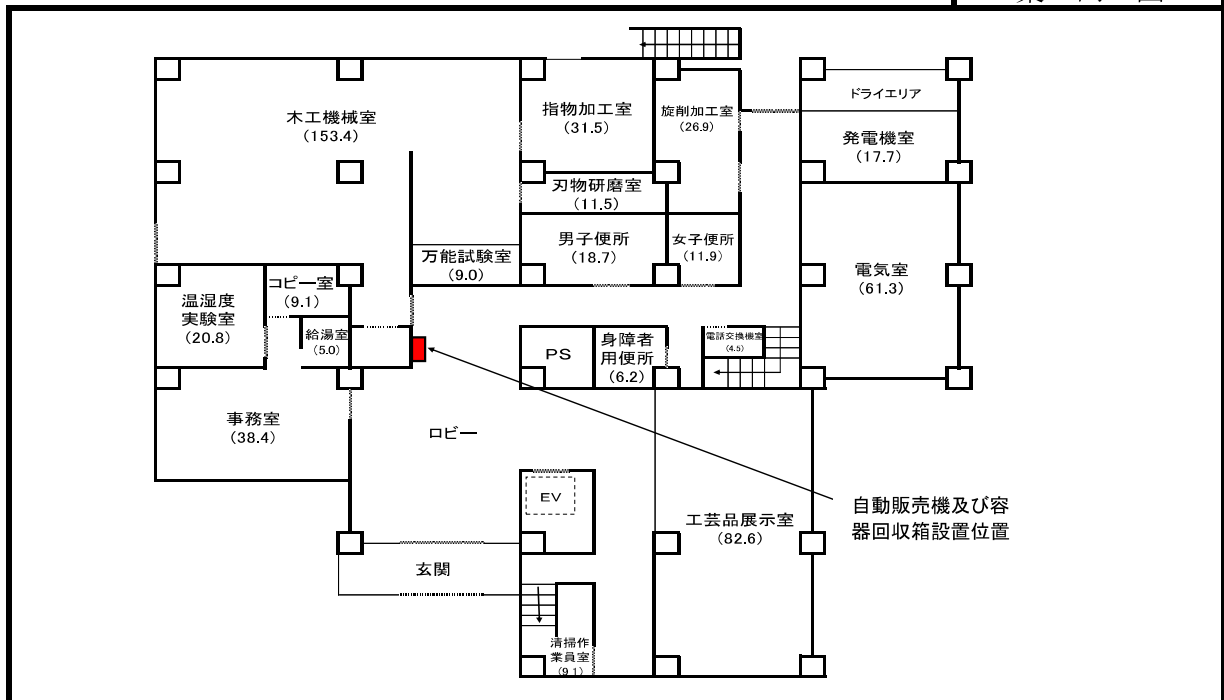 木工機械室
(153.4)
指物加工室
(31.5)
旋削加工室
(26.9)
ドライエリア
発電機室
(17.7)
刃物研磨室
(11.5)
男子便所
(18.7)
女子便所
(11.9)
万能試験室
(9.0)
電気室
(61.3)
温湿度
実験室
(20.8)
コピー室
(9.1)
給湯室
(5.0)
PS
身障者
用便所
(6.2)
電話交換機室
(4.5)
事務室
(38.4)
ロビー
EV
工芸品展示室
(82.6)
自動販売機及び容
器回収箱設置位置
玄関
清掃作
業員室
(9.1)